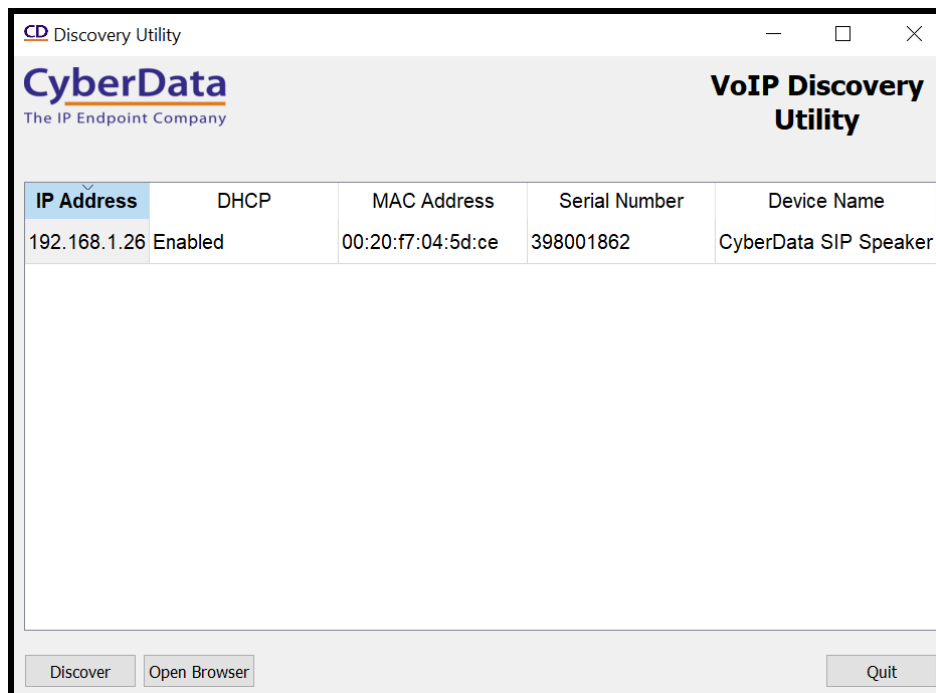 CD Discovery Utility
CyberData
The IP Endpoint Company
VoIP Discovery
Utility
IP Address DHCP MAC Address Serial Number Device Name
192.168.1.26 Enabled 00:20:f7:04:5d:ce 398001862 CyberData SIP Speaker
Discover Open Browser Quit